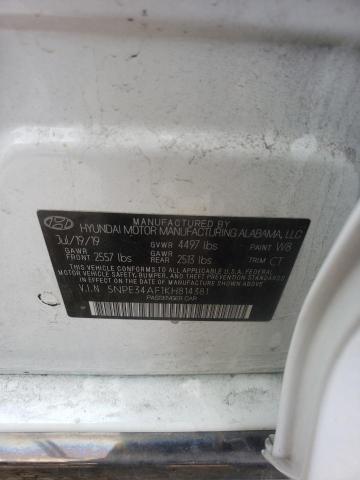 MANUFACTURED BY
HYUNDAI MOTOR MANUFACTURING ALABAMA, LLC
Jul/19/19 GVWR 4497 lbs PAINT W8
GAWR FRONT 2557 lbs GAWR REAR 2513 lbs TRIM CT
THIS VEHICLE CONFORMS TO ALL APPLICABLE U.S.A. FEDERAL
MOTOR VEHICLE SAFETY, BUMPER, AND THEFT PREVENTION STANDARDS
IN EFFECT ON THE DATE OF MANUFACTURE SHOWN ABOVE.
V.I.N 5NPE34AF1KH814381
PASSENGER CAR